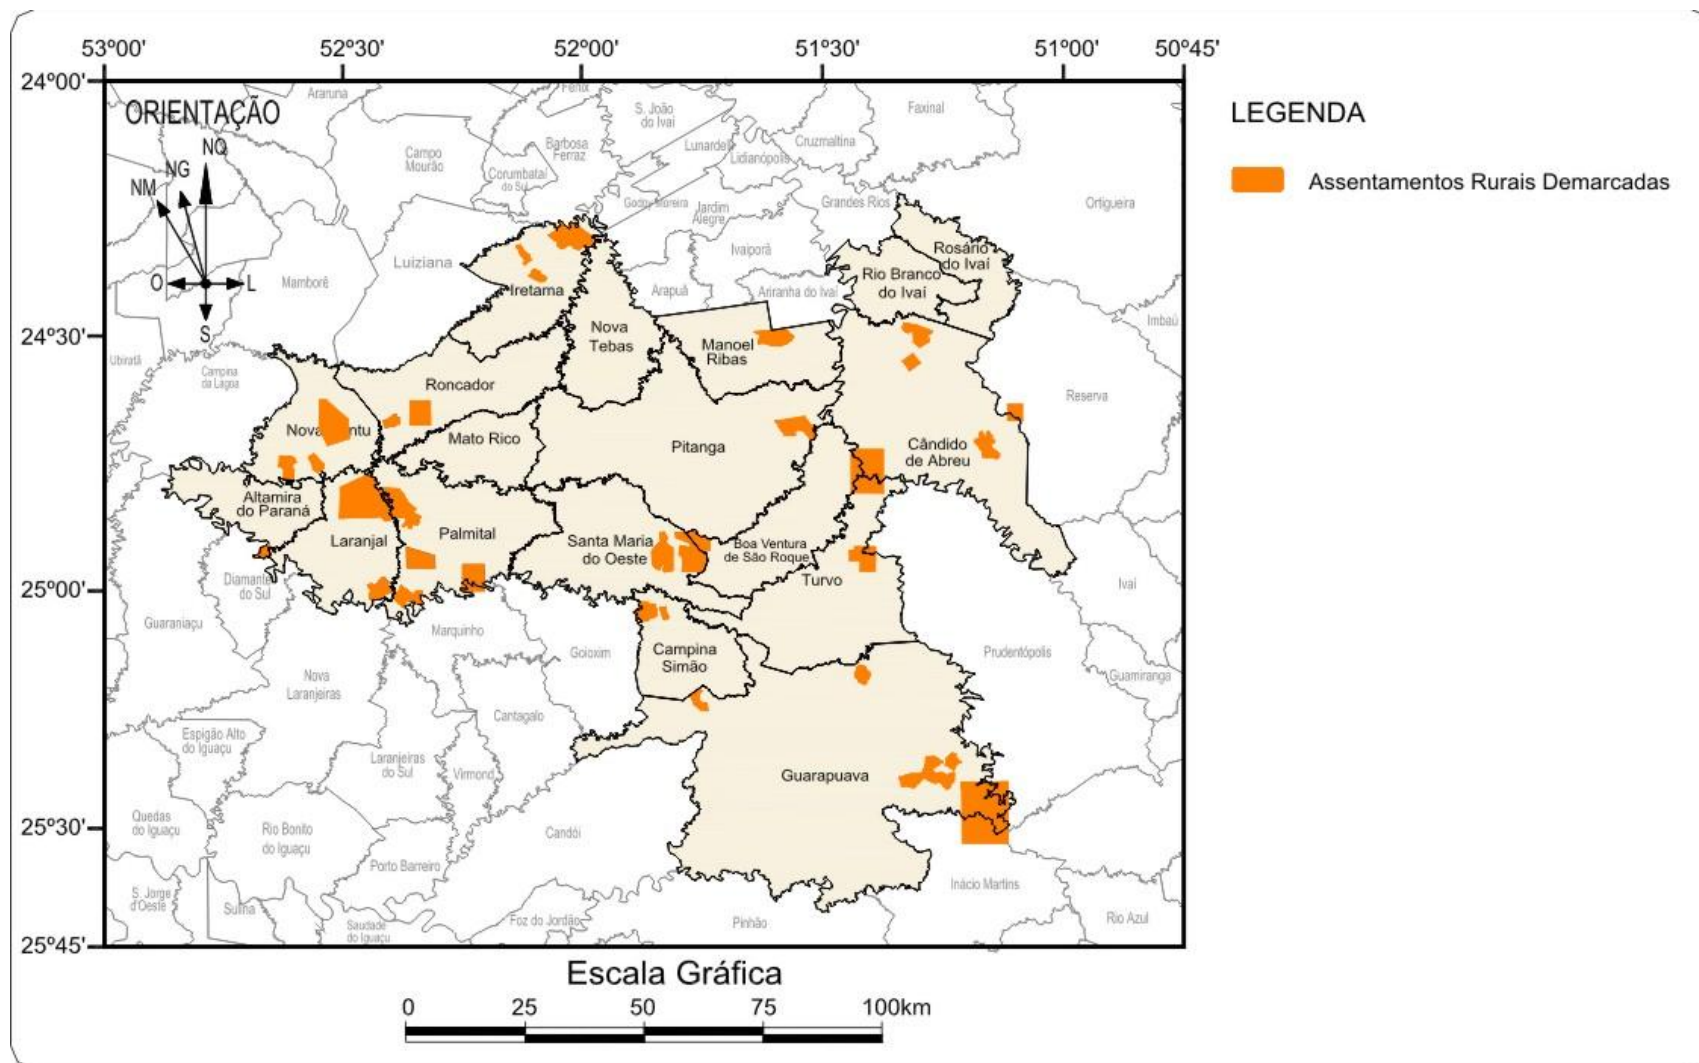 53°00' 52°30' 52°00' 51°30' 51°00' 50°45'
24°00'
24°30'
25°00'
25°30'
25°45'
ORIENTAÇÃO
NQ
NG
NM
O
L
S
LEGENDA
Assentamentos Rurais Demarcadas
Araruna
Fênix
S. João
do Ivaí
Faxinal
Campo
Mourão
Barbosa
Ferraz
Lunardeli
Lidianópolis
Cruzmaltina
Corumbataí
do Sul
Godoy Moreira
Jardim
Alegre
Grandes Rios
Ortigueira
Luiziana
Mamborê
Ivaiporã
Arapuã
Ariranha do Ivaí
Rosário
do Ivaí
Rio Branco
do Ivaí
Iretama
Nova
Tebas
Manoel
Ribas
Imbaú
Ubiratã
Campina
da Lagoa
Roncador
Reserva
Nova
ntu
Mato Rico
Pitanga
Cândido
de Abreu
Altamira
do Paraná
Laranjal
Palmital
Santa Maria
do Oeste
Boa Ventura
de São Roque
Turvo
Diamante
do Sul
Ivaí
Guaraniaçu
Marquinho
Goioxim
Campina
Simão
Prudentópolis
Guamiranga
Nova
Laranjeiras
Cantagalo
Espigão Alto
do Iguaçu
Laranjeiras
do Sul
Virmond
Guarapuava
Quedas
do Iguaçu
Rio Bonito
do Iguaçu
Candói
Porto Barreiro
Inácio Martins
S. Jorge
d'Oeste
Sulina
Saudade
do Iguaçu
Foz do Jordão
Pinhão
Rio Azul
Escala Gráfica
0 25 50 75 100km